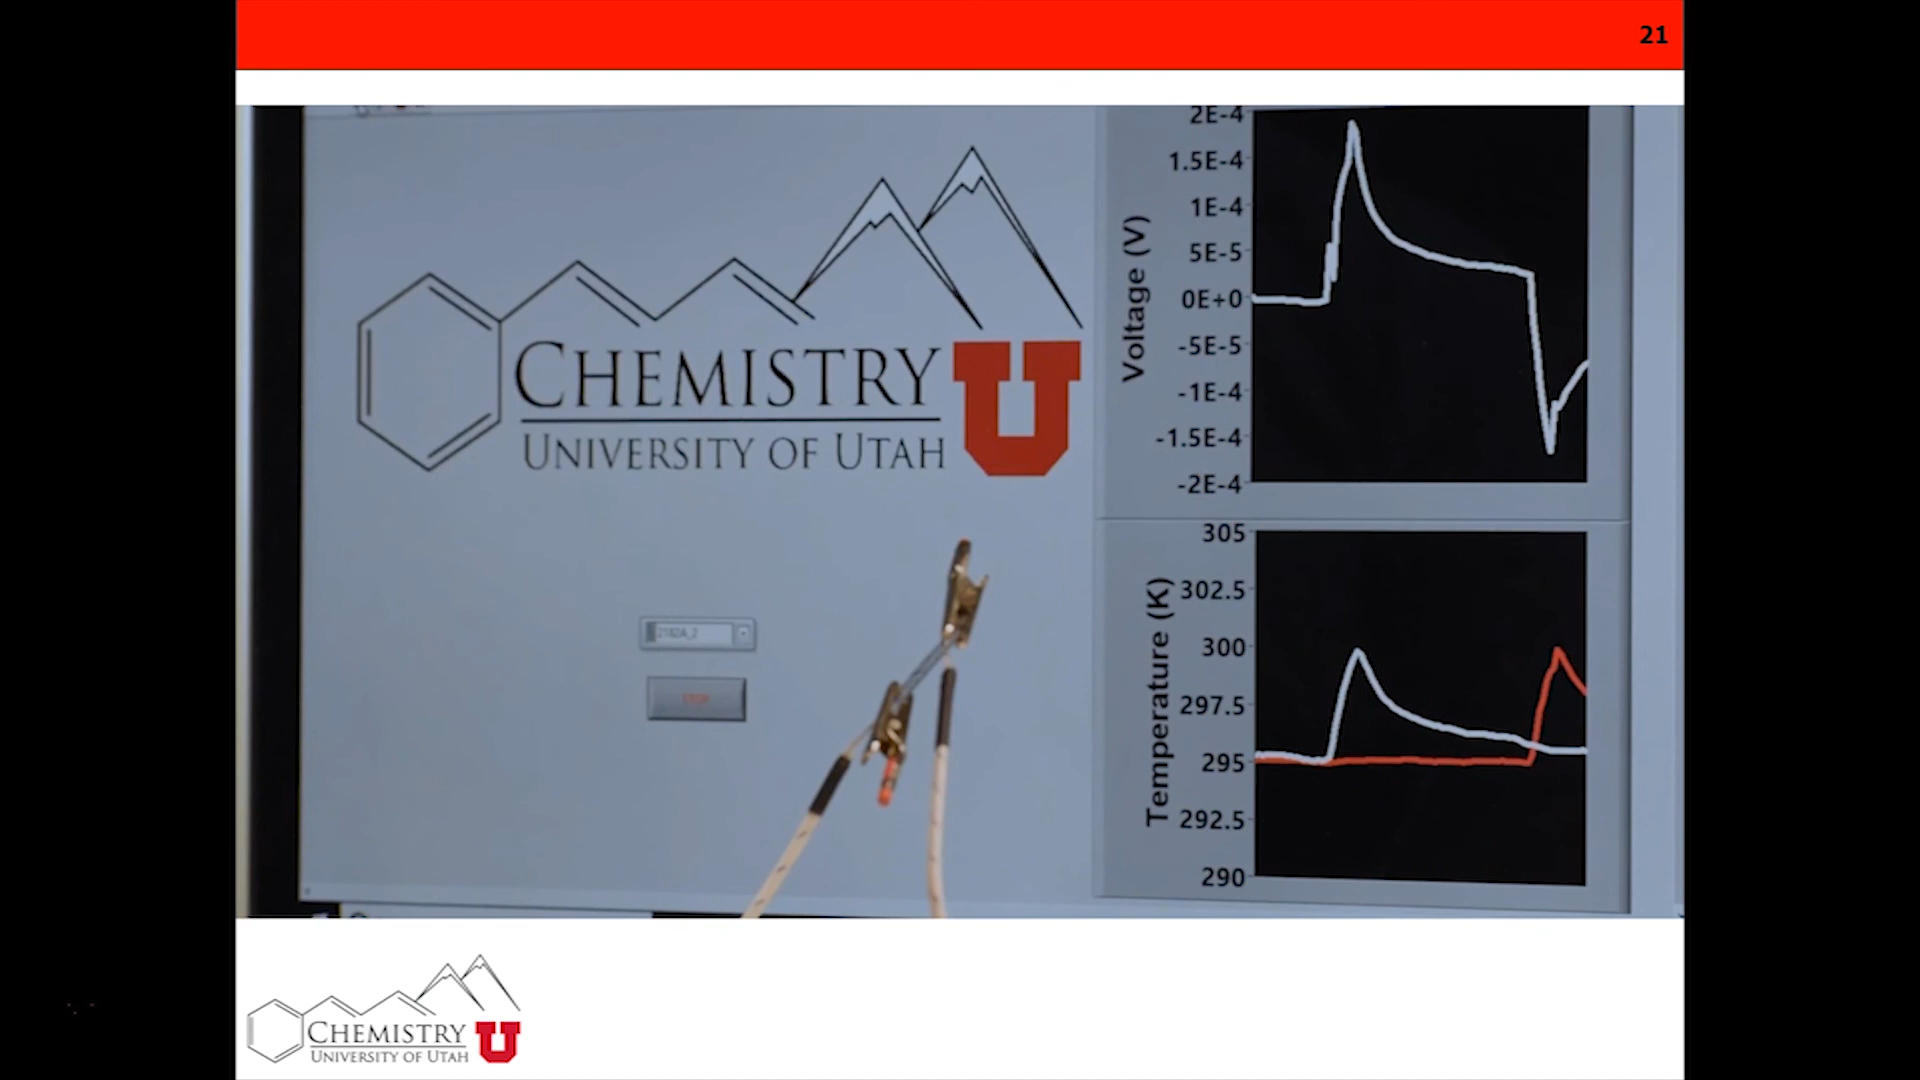 21
CHEMISTRY
UNIVERSITY OF UTAH
U
2182A_2
STOP
Voltage (V)
2E-4
1.5E-4
1E-4
5E-5
0E+0
-5E-5
-1E-4
-1.5E-4
-2E-4
Temperature (K)
305
302.5
300
297.5
295
292.5
290
CHEMISTRY
UNIVERSITY OF UTAH
U